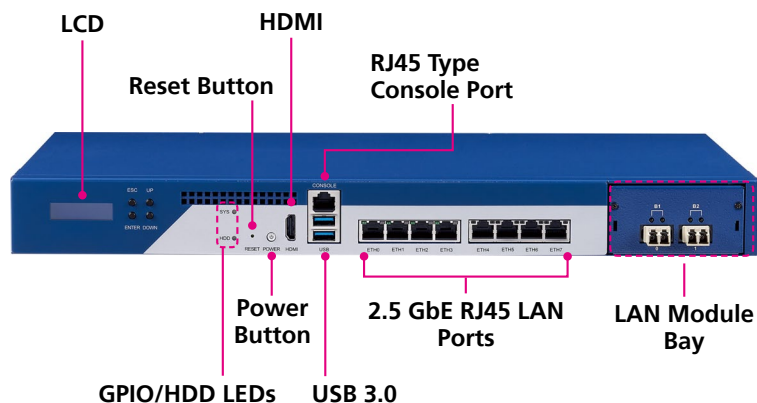 LCD
HDMI
RJ45 Type
Console Port
Reset Button
CONSOLE
ESC UP
ENTER DOWN
SYS
HDD
RESET POWER HDMI
USB
ETH0 ETH1 ETH2 ETH3
ETH4 ETH5 ETH6 ETH7
B1 B2
1
Power
Button
2.5 GbE RJ45 LAN
Ports
LAN Module
Bay
GPIO/HDD LEDs
USB 3.0